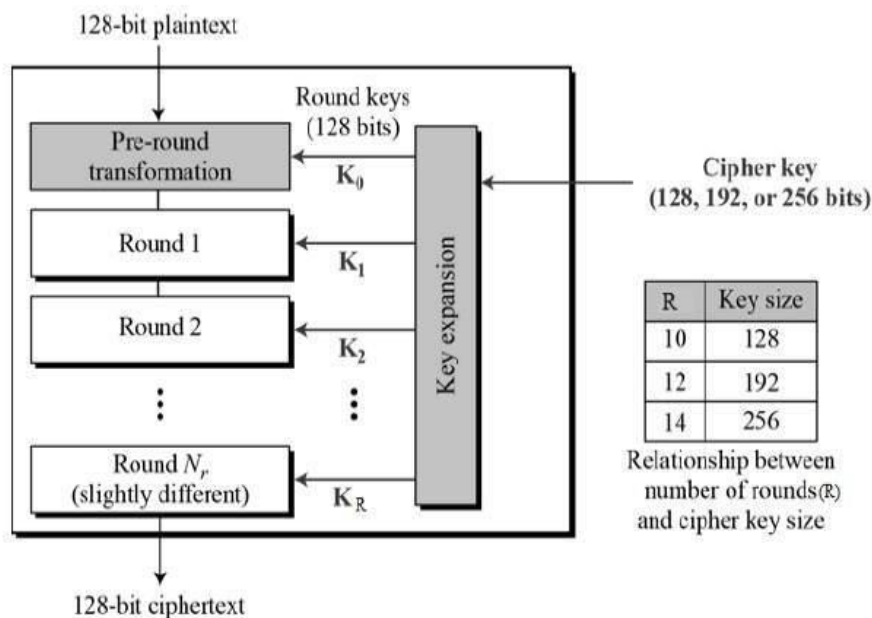 128-bit plaintext
Round keys
(128 bits)
Pre-round
transformation
K0
Cipher key
(128, 192, or 256 bits)
Round 1
K1
Key expansion
Round 2
K2
R Key size
10 128
12 192
14 256
Relationship between
number of rounds(R)
and cipher key size
Round Nr
(slightly different)
KR
128-bit ciphertext